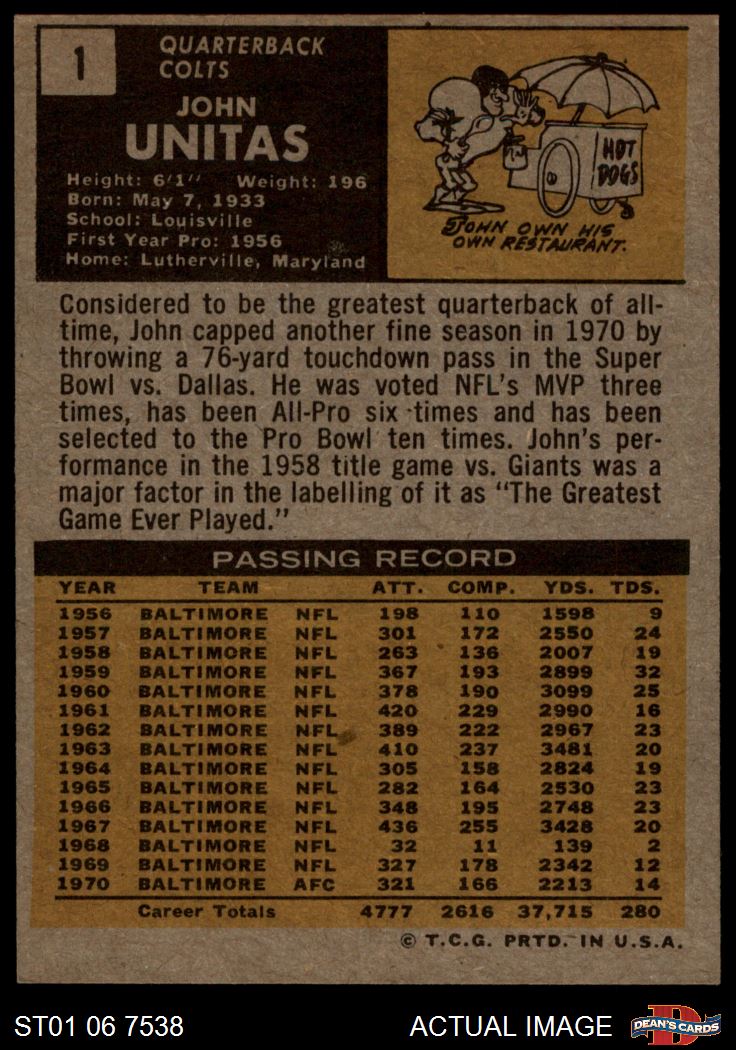 1
QUARTERBACK
COLTS
JOHN
UNITAS
Height: 6'1" Weight: 196
Born: May 7, 1933
School: Louisville
First Year Pro: 1956
Home: Lutherville, Maryland
HOT
DOGS
JOHN OWN HIS
OWN RESTAURANT.
Considered to be the greatest quarterback of all-
time, John capped another fine season in 1970 by
throwing a 76-yard touchdown pass in the Super
Bowl vs. Dallas. He was voted NFL's MVP three
times, has been All-Pro six times and has been
selected to the Pro Bowl ten times. John's per-
formance in the 1958 title game vs. Giants was a
major factor in the labelling of it as "The Greatest
Game Ever Played."
PASSING RECORD
YEAR TEAM ATT. COMP. YDS. TDS.
1956 BALTIMORE NFL 198 110 1598 9
1957 BALTIMORE NFL 301 172 2550 24
1958 BALTIMORE NFL 263 136 2007 19
1959 BALTIMORE NFL 367 193 2899 32
1960 BALTIMORE NFL 378 190 3099 25
1961 BALTIMORE NFL 420 229 2990 16
1962 BALTIMORE NFL 389 222 2967 23
1963 BALTIMORE NFL 410 237 3481 20
1964 BALTIMORE NFL 305 158 2824 19
1965 BALTIMORE NFL 282 164 2530 23
1966 BALTIMORE NFL 348 195 2748 23
1967 BALTIMORE NFL 436 255 3428 20
1968 BALTIMORE NFL 32 11 139 2
1969 BALTIMORE NFL 327 178 2342 12
1970 BALTIMORE AFC 321 166 2213 14
Career Totals 4777 2616 37,715 280
© T.C.G. PRTD. IN U.S.A.
ST01 06 7538 ACTUAL IMAGE DEAN'S CARDS